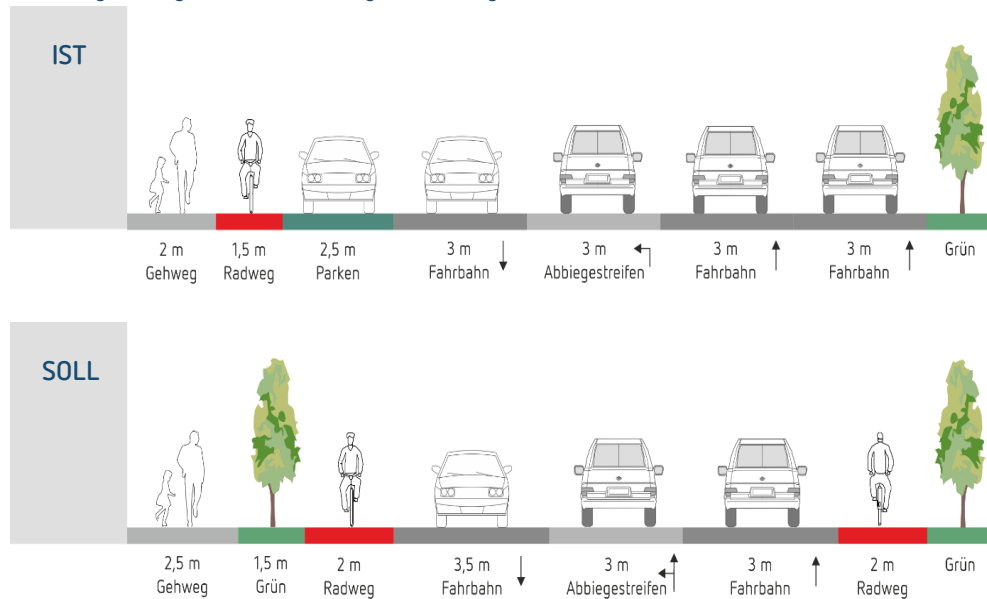 IST
2 m
Gehweg
1,5 m
Radweg
2,5 m
Parken
3 m
Fahrbahn
3 m
Abbiegestreifen
3 m
Fahrbahn
3 m
Fahrbahn
Grün
SOLL
2,5 m
Gehweg
1,5 m
Grün
2 m
Radweg
3,5 m
Fahrbahn
3 m
Abbiegestreifen
3 m
Fahrbahn
2 m
Radweg
Grün